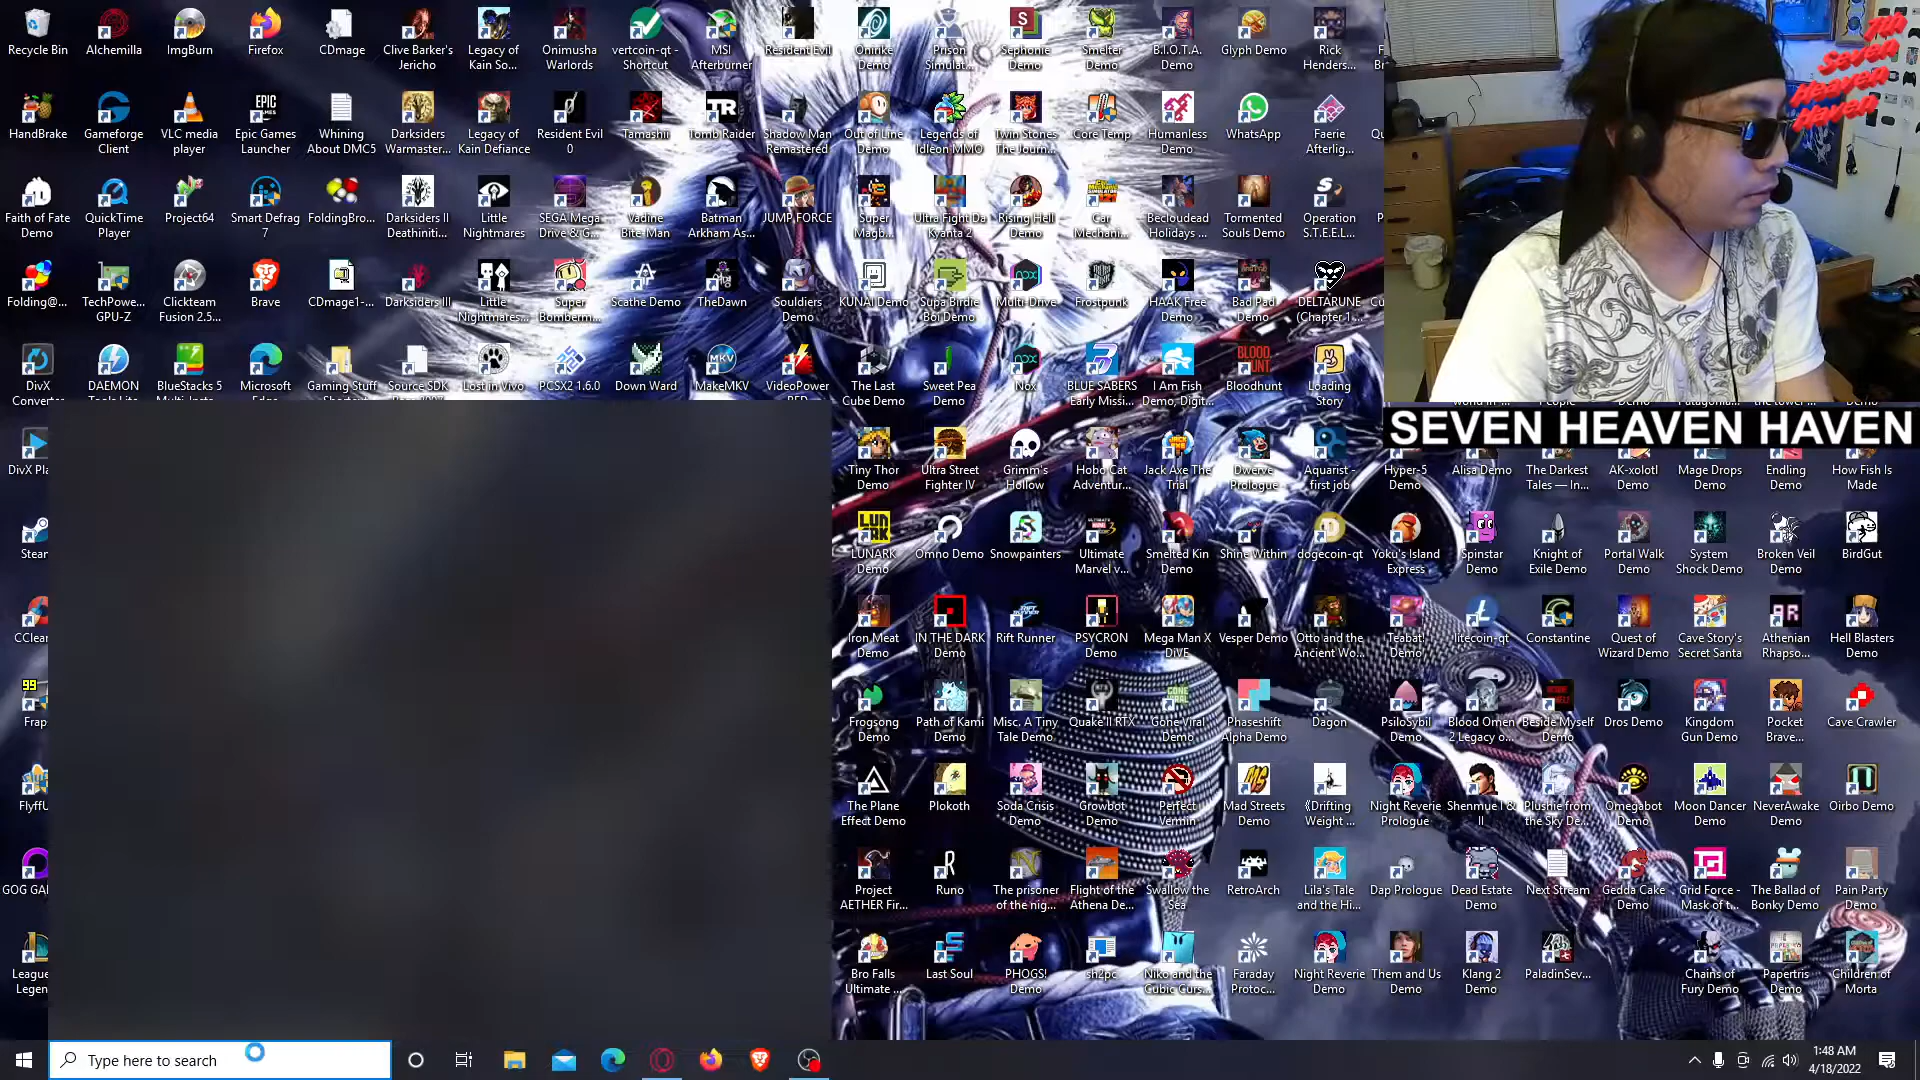 Recycle Bin Alchemilla ImgBurn Firefox CDmage Clive Barker's Jericho Legacy of Kain So... Onimusha Warlords vertcoin-qt - Shortcut MSI Afterburner Resident Evil Onirike Demo Prison Simulat... Sephonie Demo Smelter Demo B.I.O.T.A. Demo Glyph Demo Rick Henders...
HandBrake Gameforge Client VLC media player Epic Games Launcher Whining About DMC5 Darksiders Warmaster... Legacy of Kain Defiance Resident Evil 0 Tamashii Tomb Raider Shadow Man Remastered Out of Line Demo Legends of Idleon MMO Twin Stones The Journ... Core Temp Humanless Demo WhatsApp Faerie Afterlig...
Faith of Fate Demo QuickTime Player Project64 Smart Defrag 7 FoldingBro... Darksiders II Deathiniti... Little Nightmares SEGA Mega Drive & G... Vadine Bite-Man Batman Arkham As... JUMP FORCE Super Magb... Ultra Fight Da Kyanta 2 Rising Hell Demo Car Mechani... Becloudead Holidays ... Tormented Souls Demo Operation S.T.E.E.L...
Folding@... TechPowe... GPU-Z Clickteam Fusion 2.5... Brave CDmage1-... Darksiders III Little Nightmares... Super Bomberm... Scathe Demo TheDawn Souldiers Demo KUNAI Demo Supa Birdie Boi Demo Multi-Drive Frostpunk HAAK Free Demo Bad Pad Demo DELTARUNE (Chapter 1...
DivX Converter DAEMON Tools Lite BlueStacks 5 Multi-Insta... Microsoft Edge Gaming Stuff Shortcut Source SDK Lost in Vivo PCSX2 1.6.0 Down Ward MakeMKV VideoPower RED The Last Cube Demo Sweet Pea Demo Nox BLUE SABERS Early Missi... I Am Fish Demo, Digit... Bloodhunt Loading Story
SEVEN HEAVEN HAVEN
Seven
Heaven
Haven
DivX Pla Tiny Thor Demo Ultra Street Fighter IV Grimm's Hollow Hobo Cat Adventur... Jack Axe The Trial Dwerve Prologue Aquarist - first job Hyper-5 Demo Alisa Demo The Darkest Tales — In... AK-xolotl Demo Mage Drops Demo Endling Demo How Fish Is Made
Stean LUNARK Demo Omno Demo Snowpainters Ultimate Marvel v... Smelted Kin Demo Shine Within dogecoin-qt Yoku's Island Express Spinstar Demo Knight of Exile Demo Portal Walk Demo System Shock Demo Broken Veil Demo BirdGut
CClear Iron Meat Demo IN THE DARK Demo Rift Runner PSYCRON Demo Mega Man X DiVE Vesper Demo Otto and the Ancient Wo... Teabat! Demo litecoin-qt Constantine Quest of Wizard Demo Cave Story's Secret Santa Athenian Rhapso... Hell Blasters Demo
Frap Frogsong Demo Path of Kami Demo Misc. A Tiny Tale Demo Quake II RTX Gone Viral Demo Phaseshift Alpha Demo Dagon PsiloSybil Demo Blood Omen 2 Legacy o... Beside Myself Demo Dros Demo Kingdom Gun Demo Pocket Brave... Cave Crawler
FlyffU The Plane Effect Demo Plokoth Soda Crisis Demo Growbot Demo Perfect Vermin Mad Streets Demo 《Drifting Weight ... Night Reverie Prologue Shenmue I & II Plushie from the Sky De... Omegabot Demo Moon Dancer Demo NeverAwake Demo Oirbo Demo
GOG GAI Project AETHER Fir... Runo The prisoner of the nig... Flight of the Athena De... Swallow the Sea RetroArch Lila's Tale and the Hi... Dap Prologue Dead Estate Demo Next Stream Gedda Cake Demo Grid Force - Mask of t... The Ballad of Bonky Demo Pain Party Demo
League Legen Bro Falls Ultimate ... Last Soul PHOGS! Demo sh2pc Niko and the Cubic Curs... Faraday Protoc... Night Reverie Demo Them and Us Demo Klang 2 Demo PaladinSev... Chains of Fury Demo Papertris Demo Children of Morta
Type here to search
1:48 AM
4/18/2022